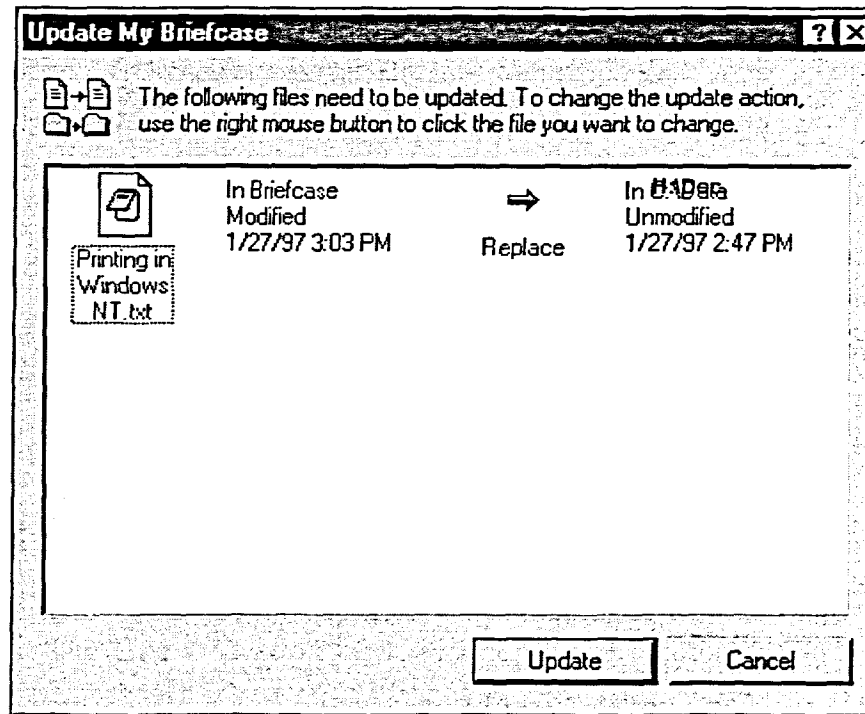 Update My Briefcase
The following files need to be updated. To change the update action,
use the right mouse button to click the file you want to change.
Printing in
Windows
NT.txt
In Briefcase
Modified
1/27/97 3:03 PM
Replace
In
Unmodified
1/27/97 2:47 PM
Update
Cancel